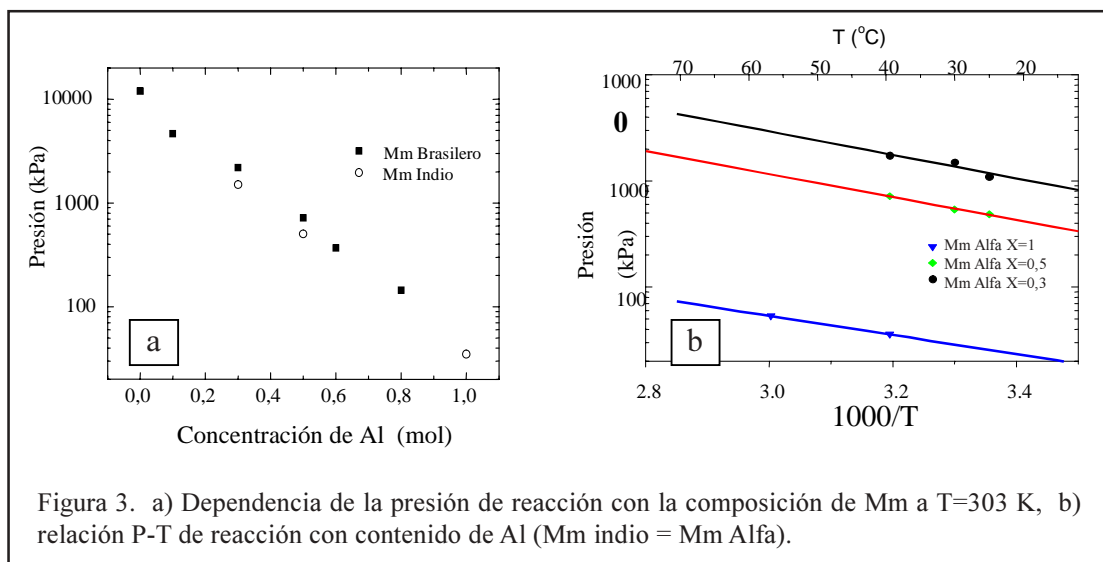 10000
1000
100
Presión (kPa)
Mm Brasilero
Mm Indio
a
0,0 0,2 0,4 0,6 0,8 1,0
Concentración de Al (mol)
T (°C)
70 60 50 40 30 20
1000
0
1000
100
Presión
(kPa)
Mm Alfa X=1
Mm Alfa X=0,5
Mm Alfa X=0,3
b
2.8 3.0 3.2 3.4
1000/T
Figura 3. a) Dependencia de la presión de reacción con la composición de Mm a T=303 K, b)
relación P-T de reacción con contenido de Al (Mm indio = Mm Alfa).